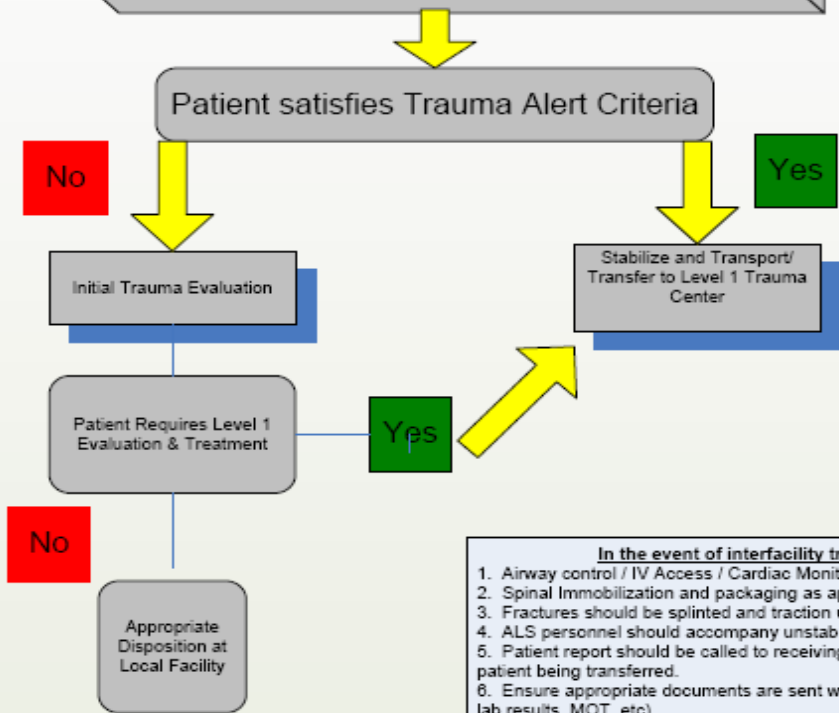 Patient satisfies Trauma Alert Criteria
No
Yes
Initial Trauma Evaluation
Stabilize and Transport/
Transfer to Level 1 Trauma
Center
Patient Requires Level 1
Evaluation & Treatment
Yes
No
Appropriate
Disposition at
Local Facility
In the event of interfacility
1. Airway control / IV Access / Cardiac
2. Spinal Immobilization and packaging as
3. Fractures should be splinted and traction
4. ALS personnel should accompany
5. Patient report should be called to
patient being transferred.
6. Ensure appropriate documents are sent
lab results, MOT, etc)